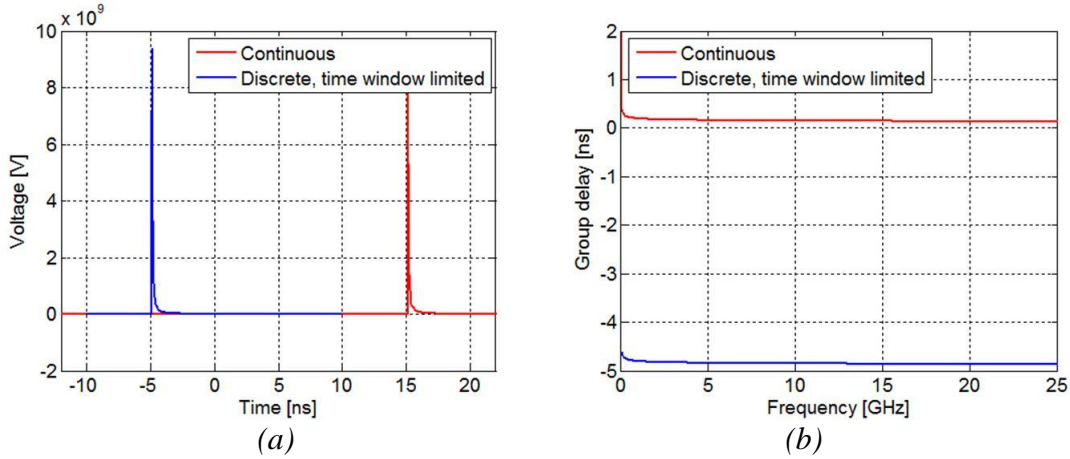 x 10⁹
10
8
6
4
2
0
-2
Voltage [V]
Continuous
Discrete, time window limited
-10 -5 0 5 10 15 20
Time [ns]
(a)
2
1
0
-1
-2
-3
-4
-5
Group delay [ns]
Continuous
Discrete, time window limited
0 5 10 15 20 25
Frequency [GHz]
(b)